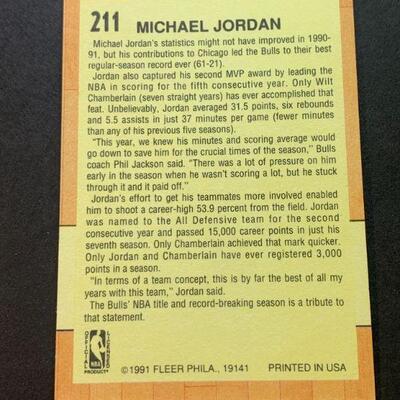 211 MICHAEL JORDAN
Michael Jordan's statistics might not have improved in 1990-
91, but his contributions to Chicago led the Bulls to their best
regular-season record ever (61-21).
Jordan also captured his second MVP award by leading the
NBA in scoring for the fifth consecutive year. Only Wilt
Chamberlain (seven straight years) has ever accomplished that
feat. Unbelievably, Jordan averaged 31.5 points, six rebounds
and 5.5 assists in just 37 minutes per game (fewer minutes
than any of his previous five seasons).
"This year, we knew his minutes and scoring average would
go down to save him for the crucial times of the season," Bulls
coach Phil Jackson said. "There was a lot of pressure on him
early in the season when he wasn't scoring a lot, but he stuck
through it and it paid off."
Jordan's effort to get his teammates more involved enabled
him to shoot a career-high 53.9 percent from the field. Jordan
was named to the All Defensive team for the second
consecutive year and passed 15,000 career points in just his
seventh season. Only Chamberlain achieved that mark quicker.
Only Jordan and Chamberlain have ever registered 3,000
points in a season.
"In terms of a team concept, this is by far the best of all my
years with this team," Jordan said.
The Bulls' NBA title and record-breaking season is a tribute to
that statement.
OFFICIAL NBA LICENSED
PRODUCT
©1991 FLEER PHILA., 19141 PRINTED IN USA